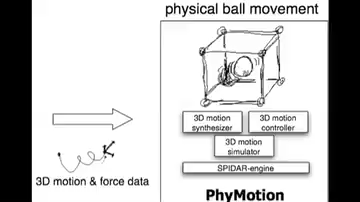 physical ball movement
3D motion
synthesizer
3D motion
controller
3D motion
simulator
SPIDAR-engine
3D motion & force data
PhyMotion